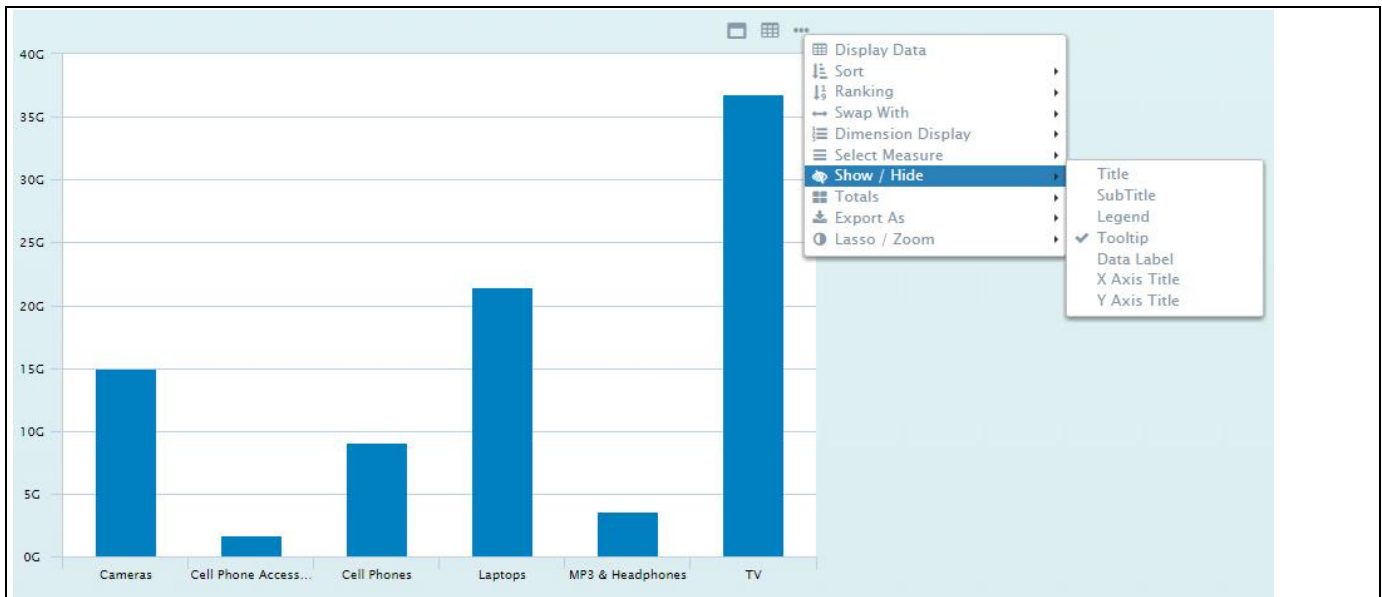 40G
35G
30G
25G
20G
15G
10G
5G
0G
Cameras
Cell Phone Access...
Cell Phones
Laptops
MP3 & Headphones
TV
Display Data
Sort
Ranking
Swap With
Dimension Display
Select Measure
Show / Hide
Totals
Export As
Lasso / Zoom
Title
SubTitle
Legend
Tooltip
Data Label
X Axis Title
Y Axis Title